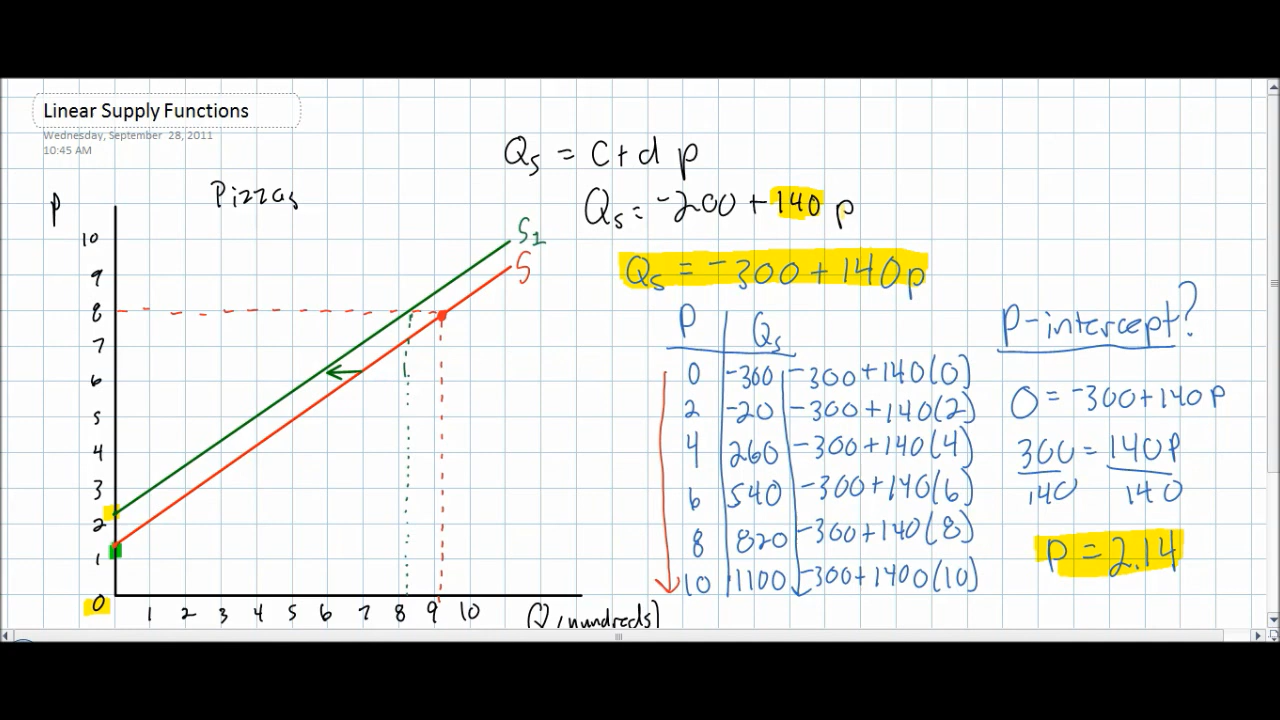 Linear Supply Functions
Wednesday, September 28, 2011
10:45 AM
Pizzas
P
10
9
8
7
6
5
4
3
2
1
0
1 2 3 4 5 6 7 8 9 10
Q (hundreds)
S1
S
Qs = C + d p
Qs = -200 + 140 p
Qs = -300 + 140 p
P Qs
0 -300 -300+140(0)
2 -20 -300+140(2)
4 260 -300+140(4)
6 540 -300+140(6)
8 820 -300+140(8)
10 1100 -300+1400(10)
P-intercept?
0 = -300+140 P
300 = 140P
140 140
P = 2.14